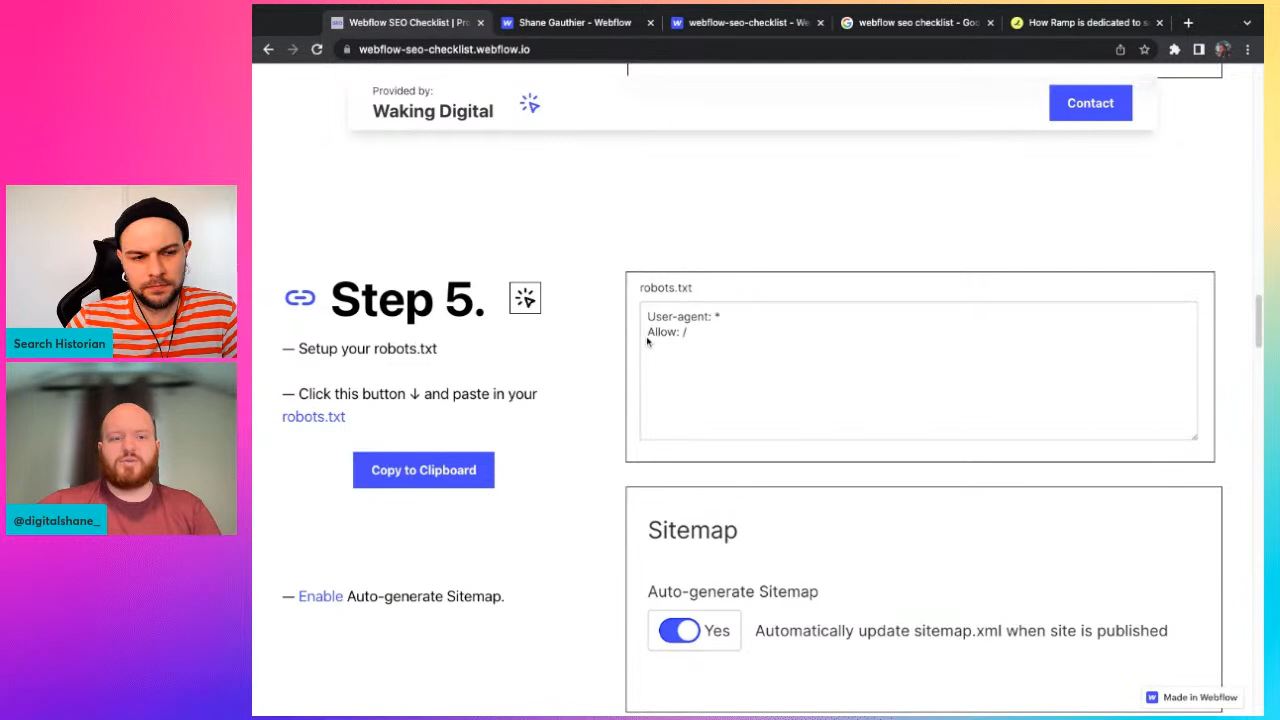 Webflow SEO Checklist | Pro
Shane Gauthier - Webflow
webflow-seo-checklist - We
webflow seo checklist - Goo
How Ramp is dedicated to s
webflow-seo-checklist.webflow.io
Provided by:
Waking Digital
Contact
Step 5.
— Setup your robots.txt
— Click this button ↓ and paste in your
robots.txt
Copy to Clipboard
— Enable Auto-generate Sitemap.
robots.txt
User-agent: *
Allow: /
Sitemap
Auto-generate Sitemap
Yes
Automatically update sitemap.xml when site is published
Made in Webflow
Search Historian
@digitalshane_